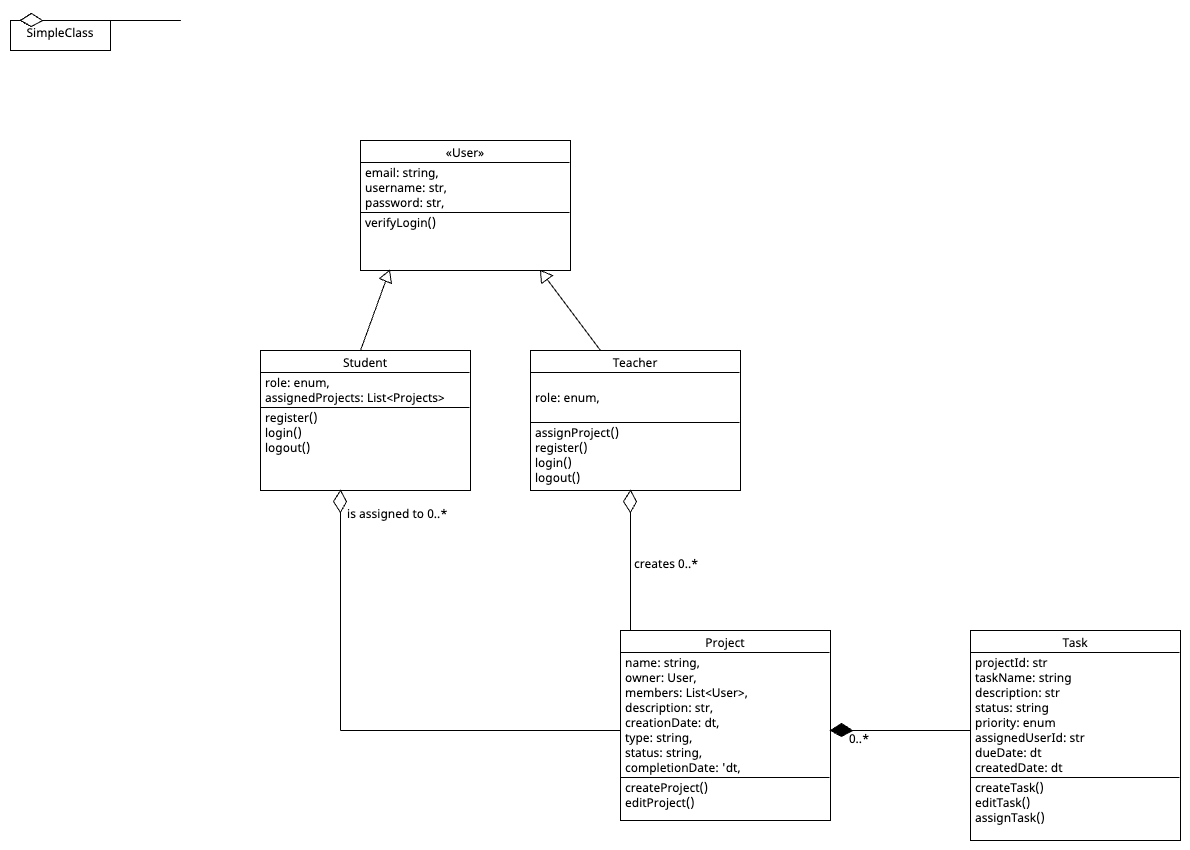 SimpleClass
«User»
email: string,
username: str,
password: str,
verifyLogin()
Student
role: enum,
assignedProjects: List<Projects>
register()
login()
logout()
Teacher
role: enum,
assignProject()
register()
login()
logout()
is assigned to 0..*
creates 0..*
Project
name: string,
owner: User,
members: List<User>,
description: str,
creationDate: dt,
type: string,
status: string,
completionDate: 'dt,
createProject()
editProject()
0..*
Task
projectId: str
taskName: string
description: str
status: string
priority: enum
assignedUserId: str
dueDate: dt
createdDate: dt
createTask()
editTask()
assignTask()